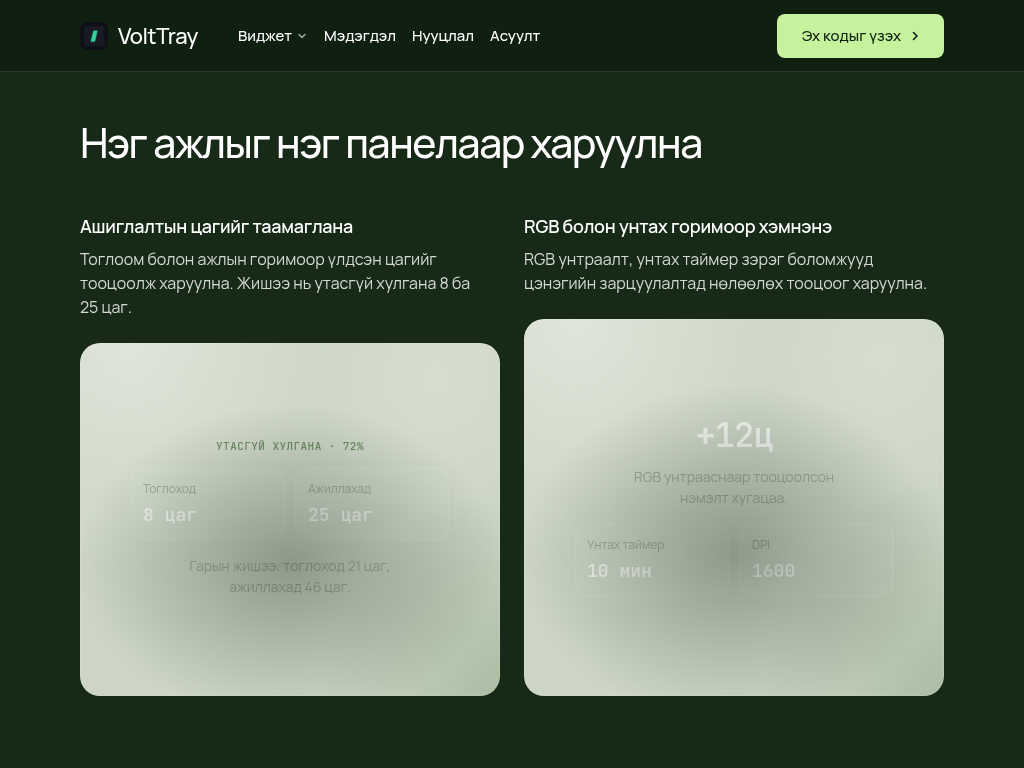 VoltTray
Виджет
Мэдэгдэл
Нууцлал
Асуулт
Эх кодыг үзэх
Нэг ажлыг нэг панелаар харуулна
Ашиглалтын цагийг таамаглана
Тоглоом болон ажлын горимоор үлдсэн цагийг
тооцоолж харуулна. Жишээ нь утасгүй хулгана 8 ба
25 цаг.
УТАСГҮЙ ХУЛГАНА · 72%
Тоглоход
8 цаг
Ажиллахад
25 цаг
Гарын жишээ: тоглоход 21 цаг,
ажиллахад 46 цаг.
RGB болон унтах горимоор хэмнэнэ
RGB унтраалт, унтах таймер зэрэг боломжууд
цэнэгийн зарцуулалтад нөлөөлөх тооцоог харуулна.
+12ц
RGB унтрааснаар тооцоолсон
нэмэлт хугацаа.
Унтах таймер
10 мин
DPI
1600